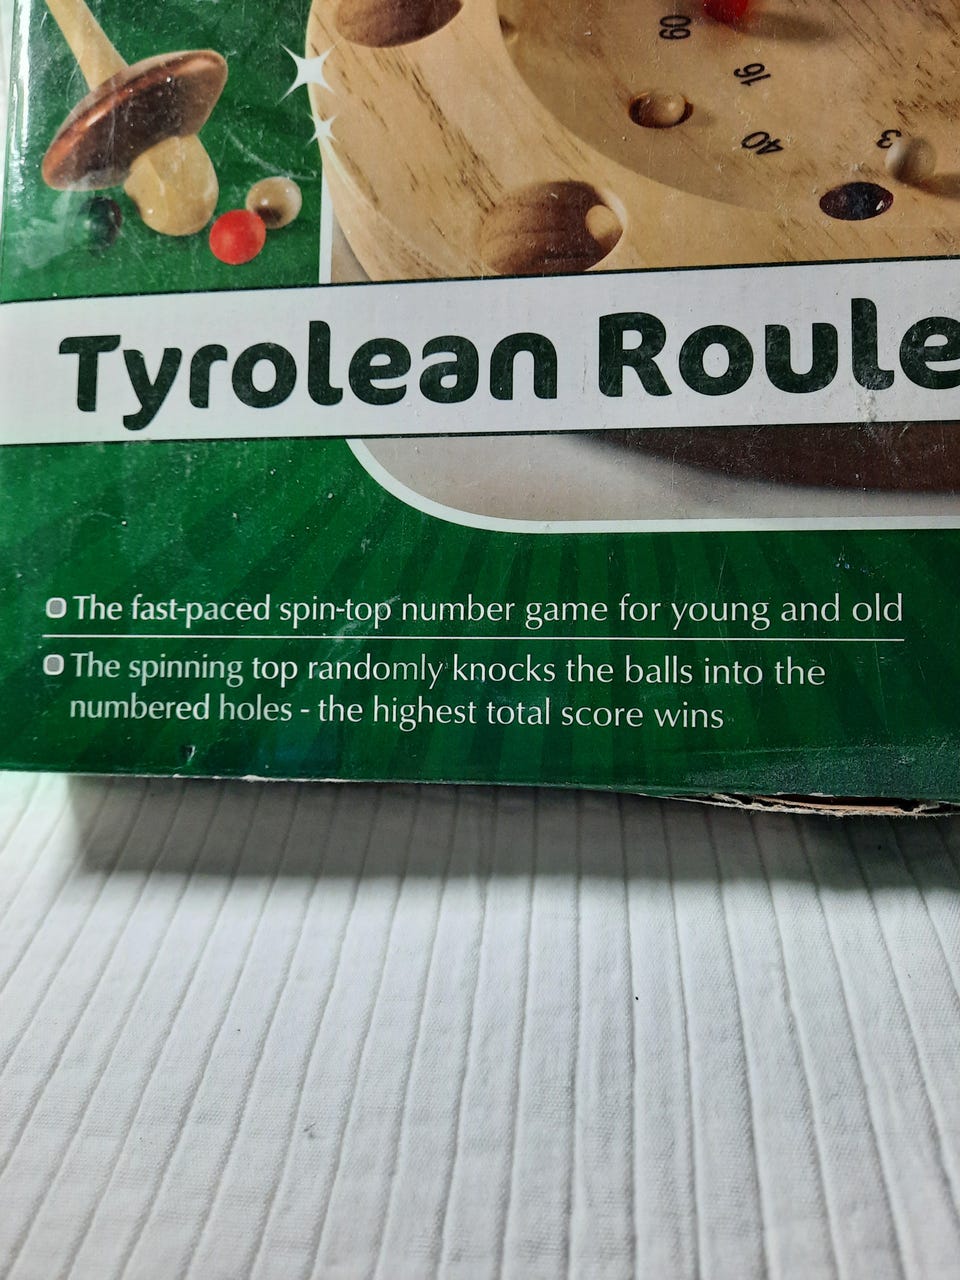 60
16
40
3
Tyrolean Roule
The fast-paced spin-top number game for young and old
The spinning top randomly knocks the balls into the
numbered holes - the highest total score wins